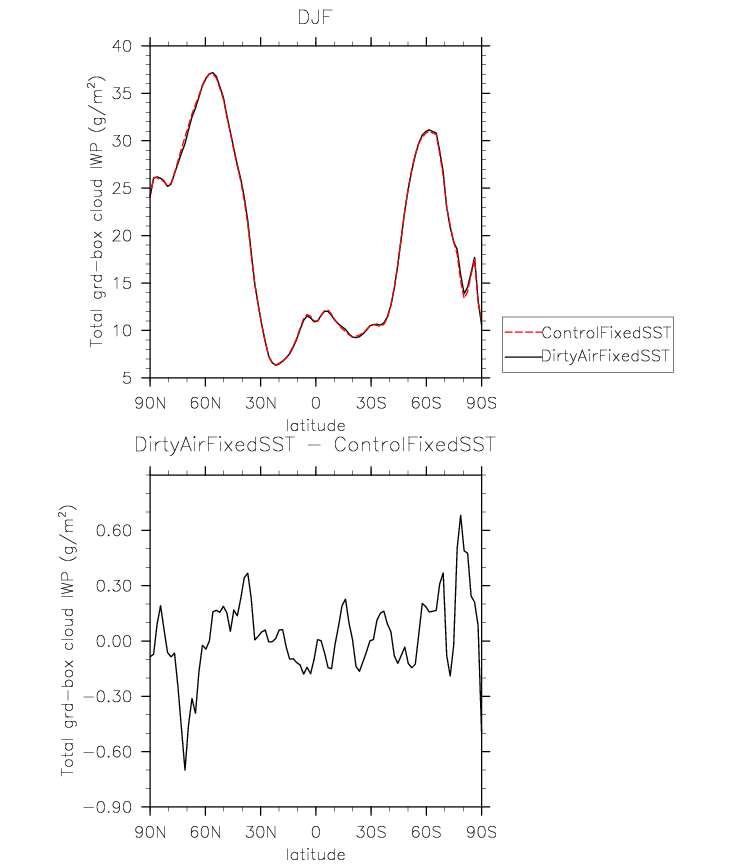 DJF
Total grd-box cloud IWP (g/m²)
40
35
30
25
20
15
10
5
90N 60N 30N 0 30S 60S 90S
latitude
ControlFixedSST
DirtyAirFixedSST
DirtyAirFixedSST - ControlFixedSST
Total grd-box cloud IWP (g/m²)
0.60
0.30
0.00
-0.30
-0.60
-0.90
90N 60N 30N 0 30S 60S 90S
latitude